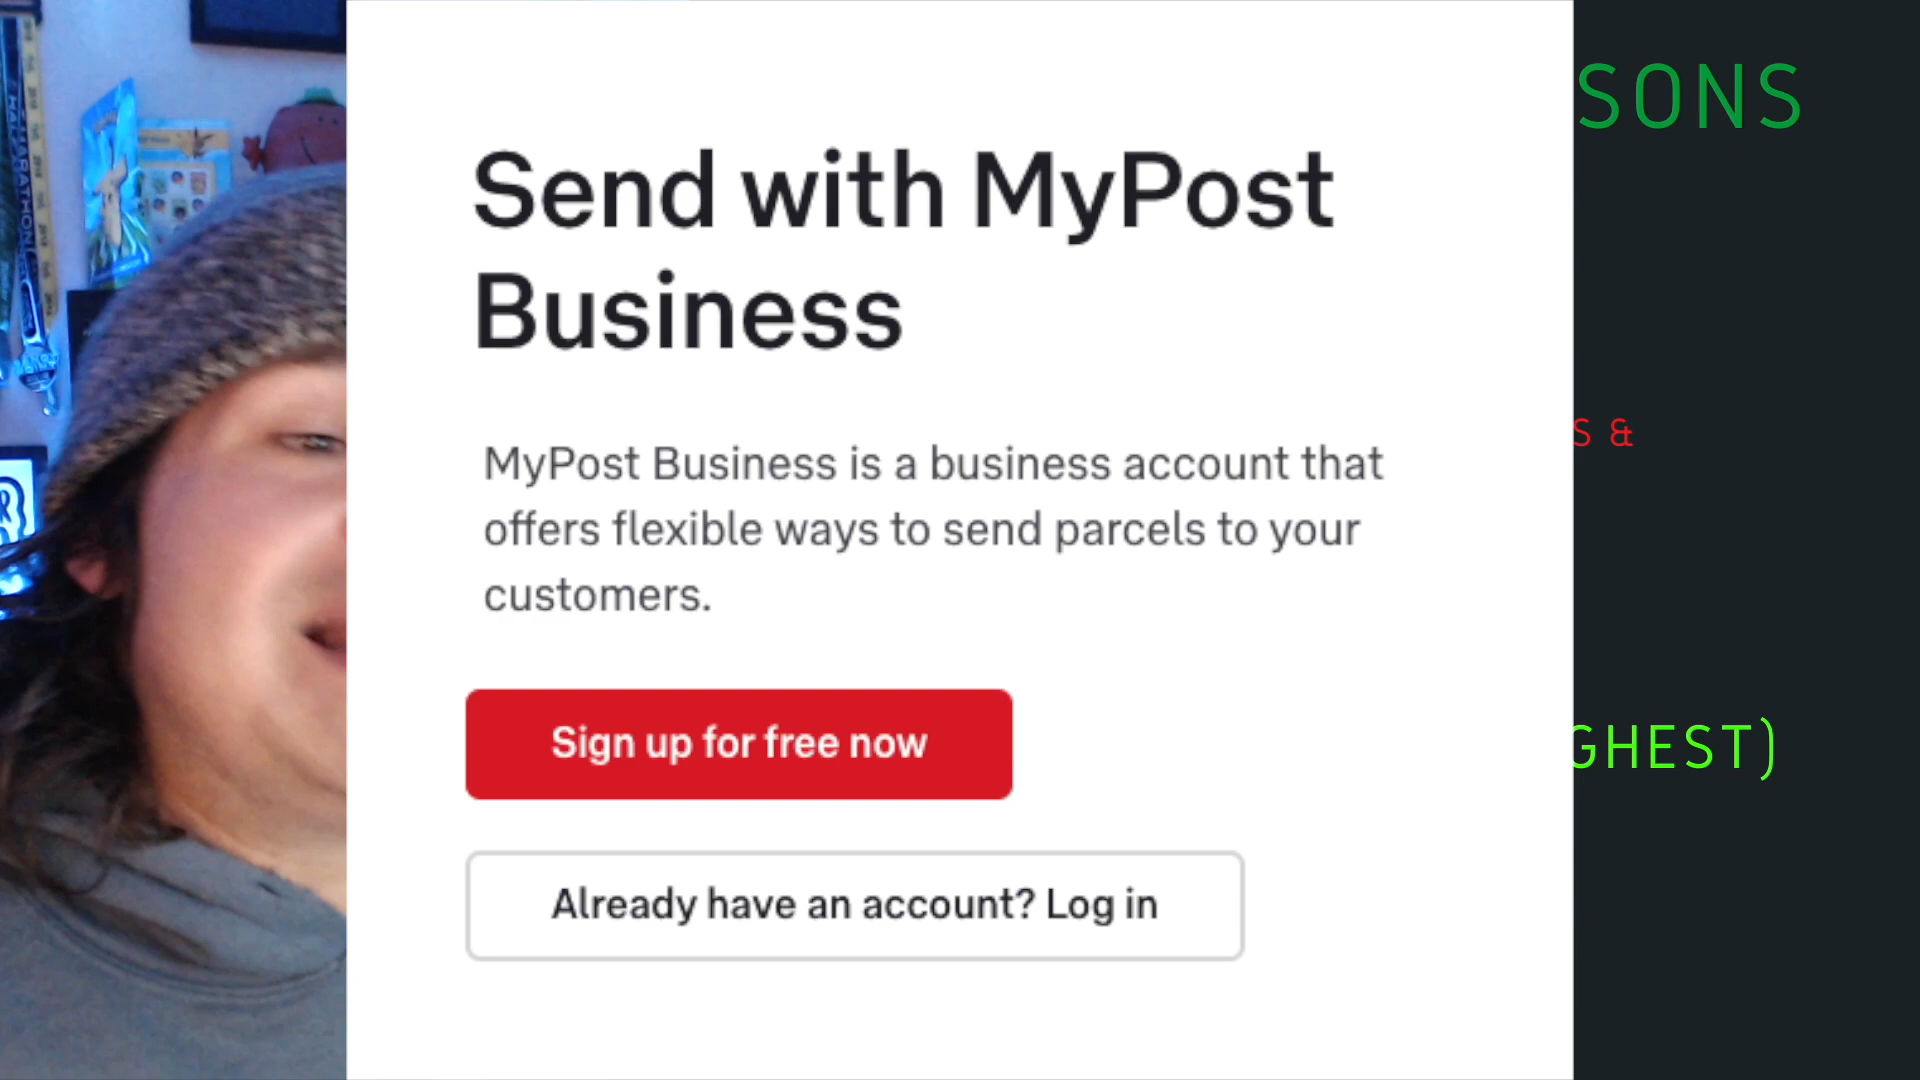 SONS
Send with MyPost
Business
S &
MyPost Business is a business account that
offers flexible ways to send parcels to your
customers.
Sign up for free now
GHEST)
Already have an account? Log in